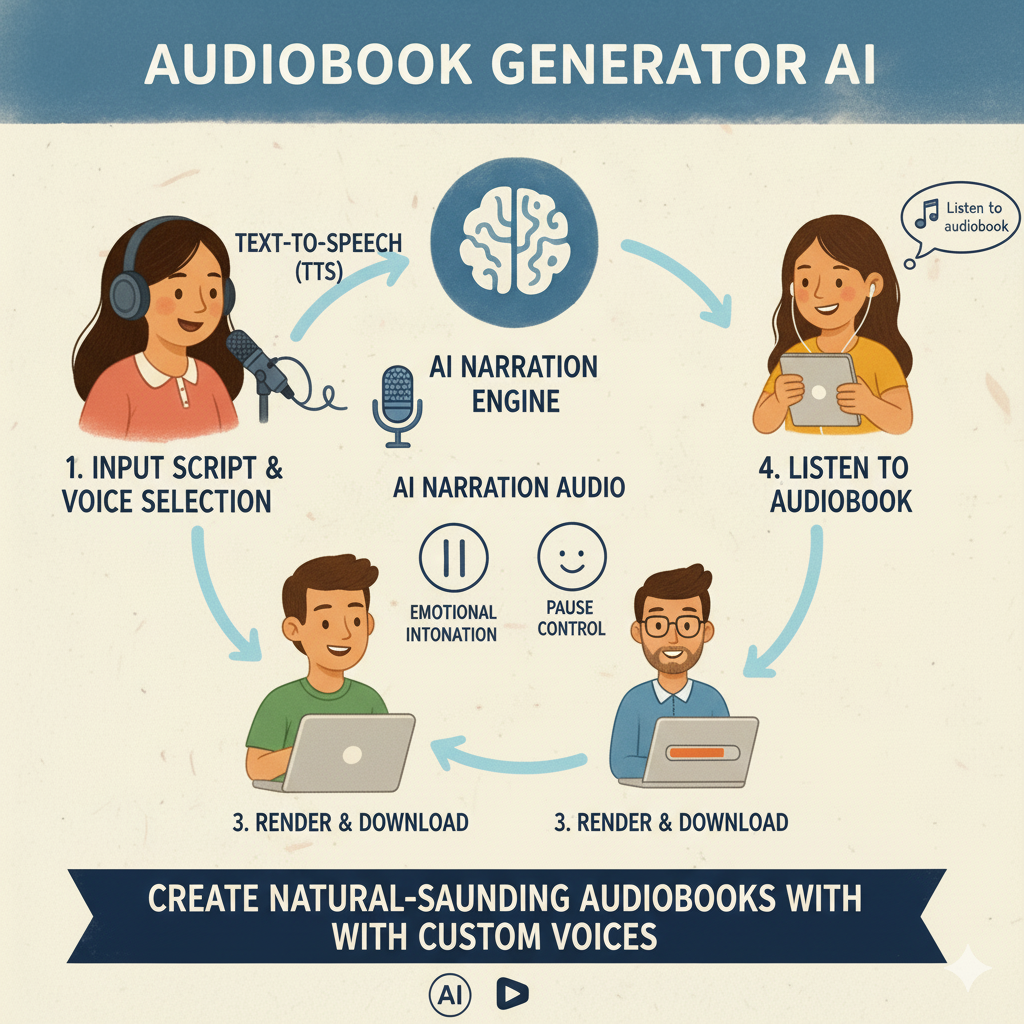 AUDIOBOOK GENERATOR AI
TEXT-TO-SPEECH
(TTS)
Listen to
audiobook
AI NARRATION
ENGINE
1. INPUT SCRIPT &
VOICE SELECTION
4. LISTEN TO
AUDIOBOOK
AI NARRATION AUDIO
EMOTIONAL
INTONATION
PAUSE
CONTROL
3. RENDER & DOWNLOAD
3. RENDER & DOWNLOAD
CREATE NATURAL-SAUNDING AUDIOBOOKS WITH
WITH CUSTOM VOICES
AI